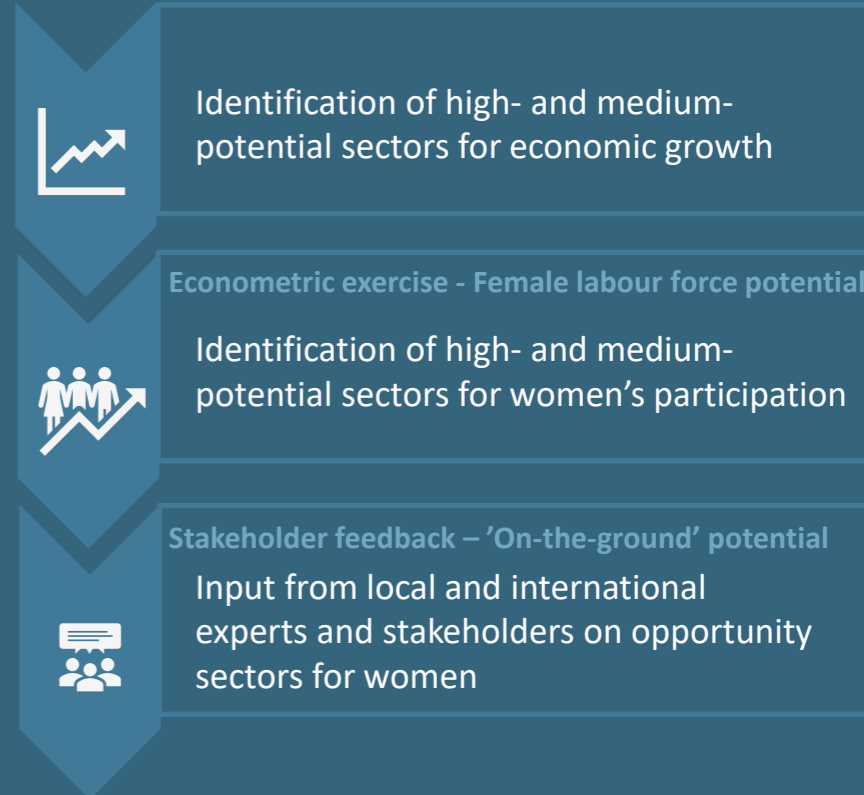 Identification of high- and medium-
potential sectors for economic growth
Econometric exercise - Female labour force potential
Identification of high- and medium-
potential sectors for women’s participation
Stakeholder feedback – ’On-the-ground’ potential
Input from local and international
experts and stakeholders on opportunity
sectors for women